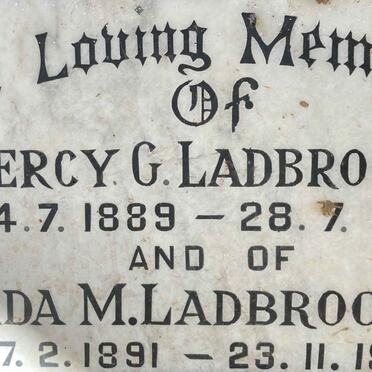 Loving Mem
Of
ERCY G. LADBRO
4.7. 1889 – 28.7.
AND OF
DA M. LADBROO
7.2. 1891 – 23.11.19